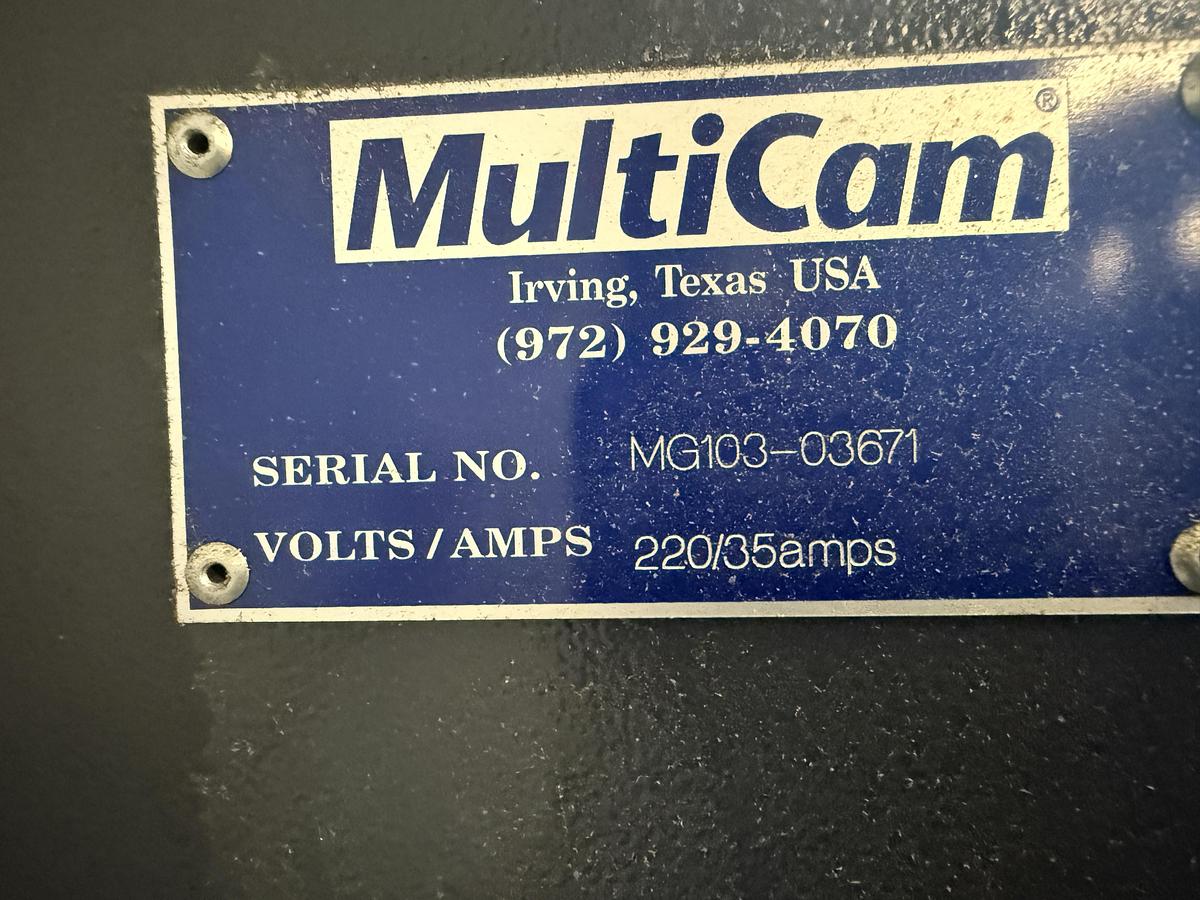 MultiCam®
Irving, Texas USA
(972) 929-4070
SERIAL NO. MG103-03671
VOLTS/AMPS 220/35amps